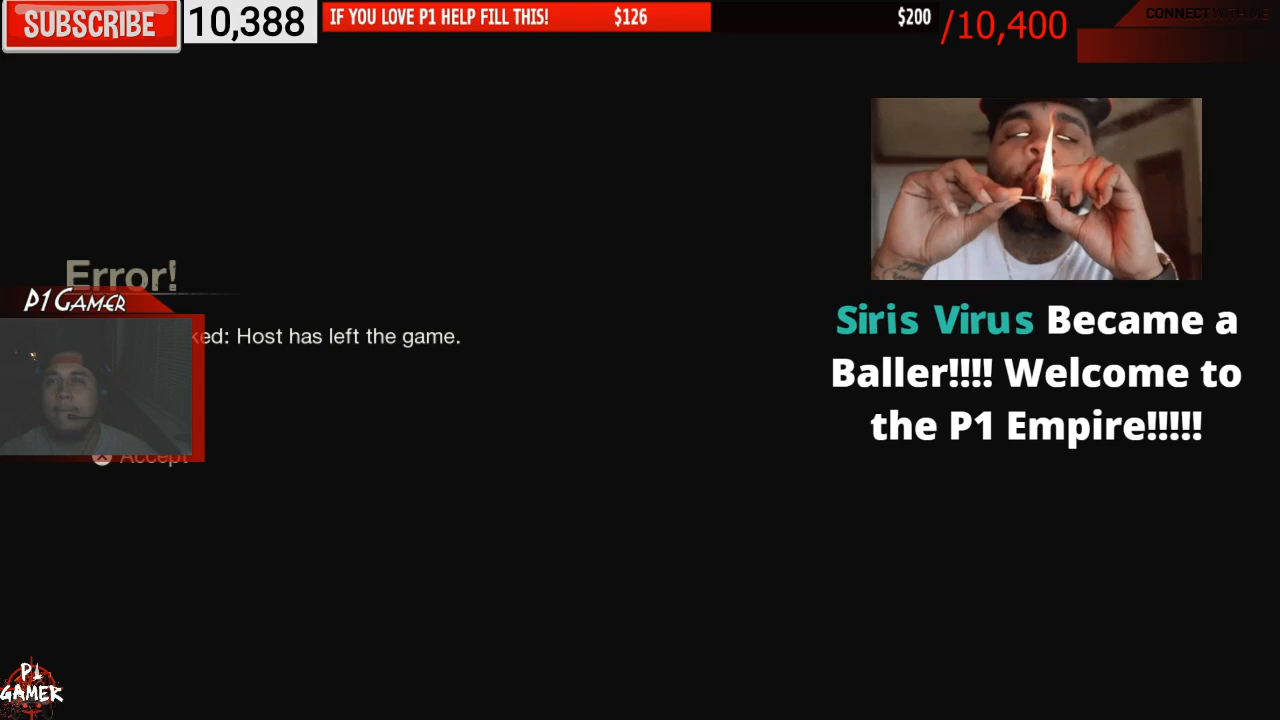 SUBSCRIBE 10,388 IF YOU LOVE P1 HELP FILL THIS! $126 $200 /10,400 CONNECT WITH ME
Error!
P1 GAMER
ked: Host has left the game.
Accept
Siris Virus Became a
Baller!!!! Welcome to
the P1 Empire!!!!!
P1
GAMER